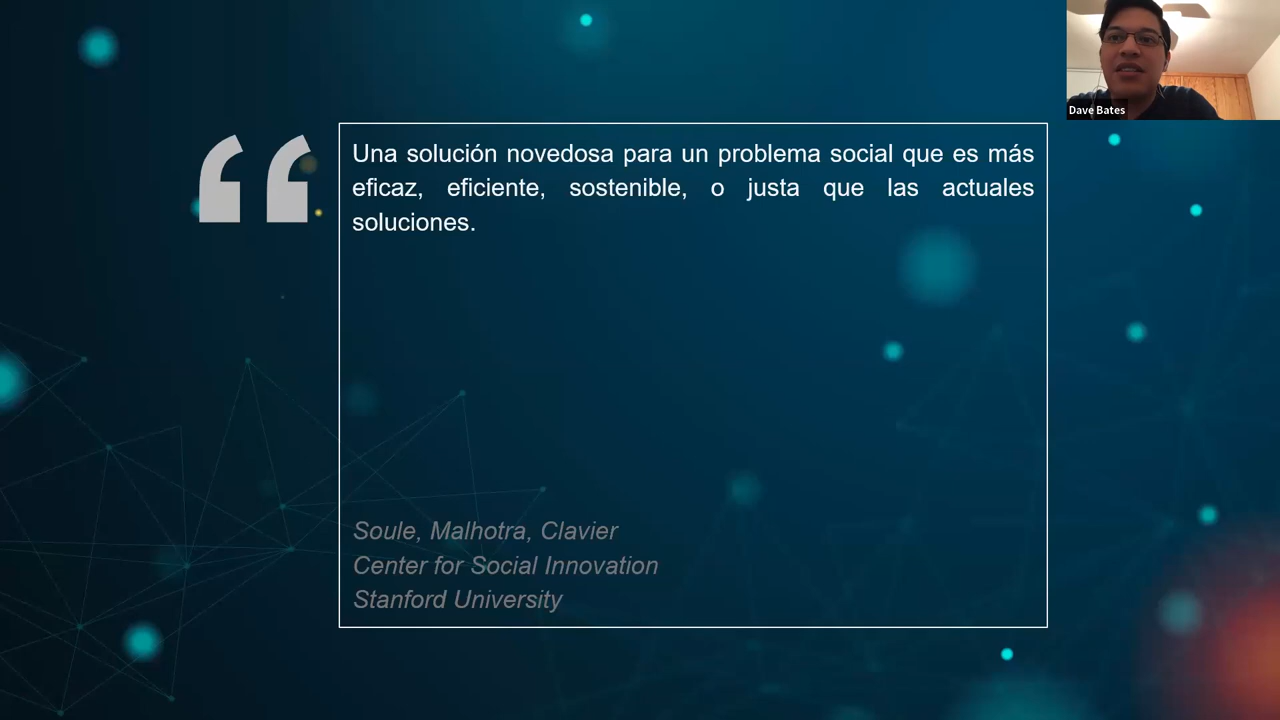 Dave Bates
Una solución novedosa para un problema social que es más
eficaz, eficiente, sostenible, o justa que las actuales
soluciones.
Soule, Malhotra, Clavier
Center for Social Innovation
Stanford University